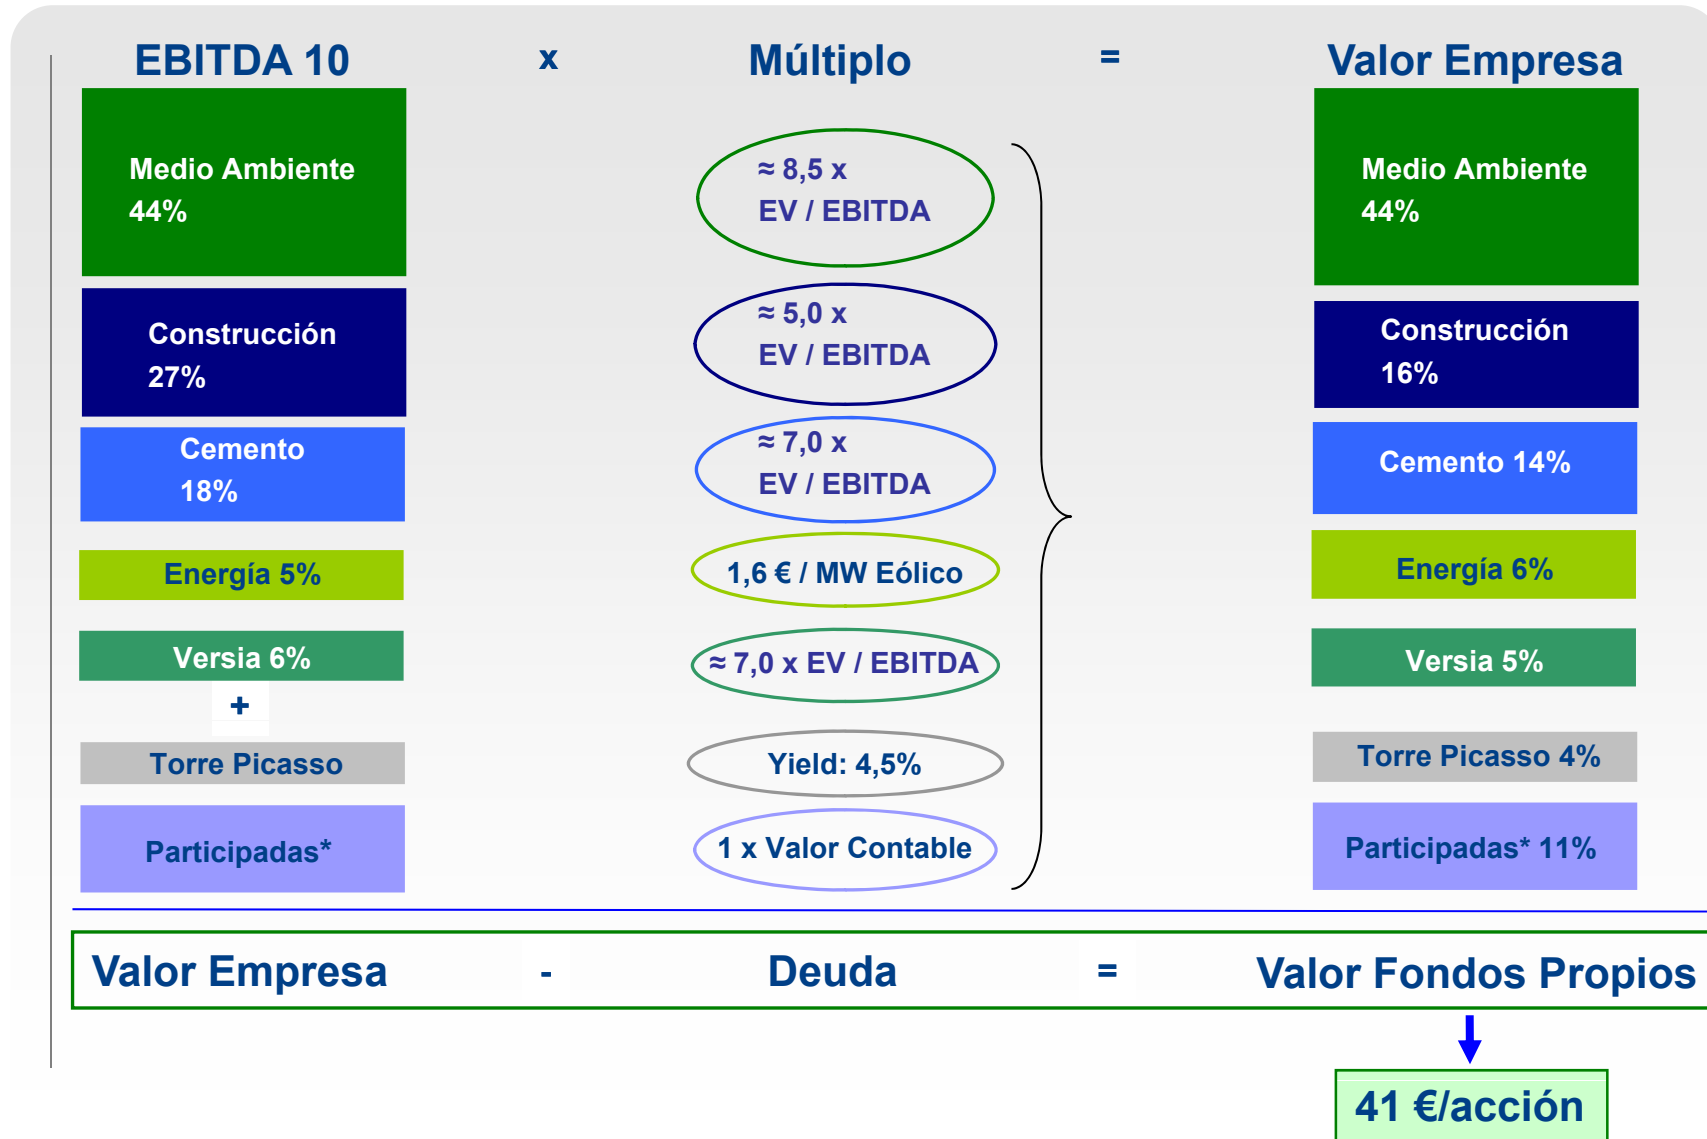 EBITDA 10 x Múltiplo = Valor Empresa
Medio Ambiente
44%
≈ 8,5 x
EV / EBITDA
Medio Ambiente
44%
Construcción
27%
≈ 5,0 x
EV / EBITDA
Construcción
16%
Cemento
18%
≈ 7,0 x
EV / EBITDA
Cemento 14%
Energía 5%
1,6 € / MW Eólico
Energía 6%
Versia 6%
≈ 7,0 x EV / EBITDA
Versia 5%
+
Torre Picasso
Yield: 4,5%
Torre Picasso 4%
Participadas*
1 x Valor Contable
Participadas* 11%
Valor Empresa - Deuda = Valor Fondos Propios
41 €/acción